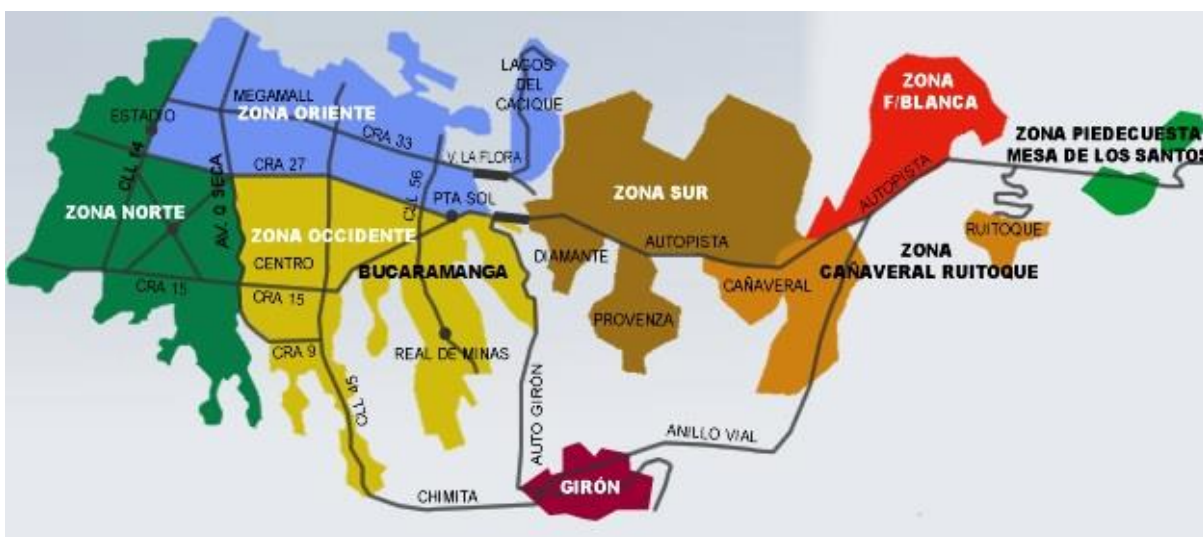 LAGOS
DEL
CACIQUE
ZONA
F/BLANCA
MEGAMALL
ESTADIO
ZONA ORIENTE
CRA 33
ZONA PIEDECUESTA
MESA DE LOS SANTOS
CLL 14
CRA 27
V. LA FLORA
AUTOPISTA
CLL 56
PTA SOL
ZONA SUR
ZONA NORTE
AV. Q SECA
ZONA OCCIDENTE
RUITOQUE
CENTRO
BUCARAMANGA
DIAMANTE
AUTOPISTA
ZONA
CAÑAVERAL RUITOQUE
CRA 15
CRA 15
CAÑAVERAL
PROVENZA
CRA 9
REAL DE MINAS
CLL 45
AUTO GIRÓN
ANILLO VIAL
CHIMITA
GIRÓN